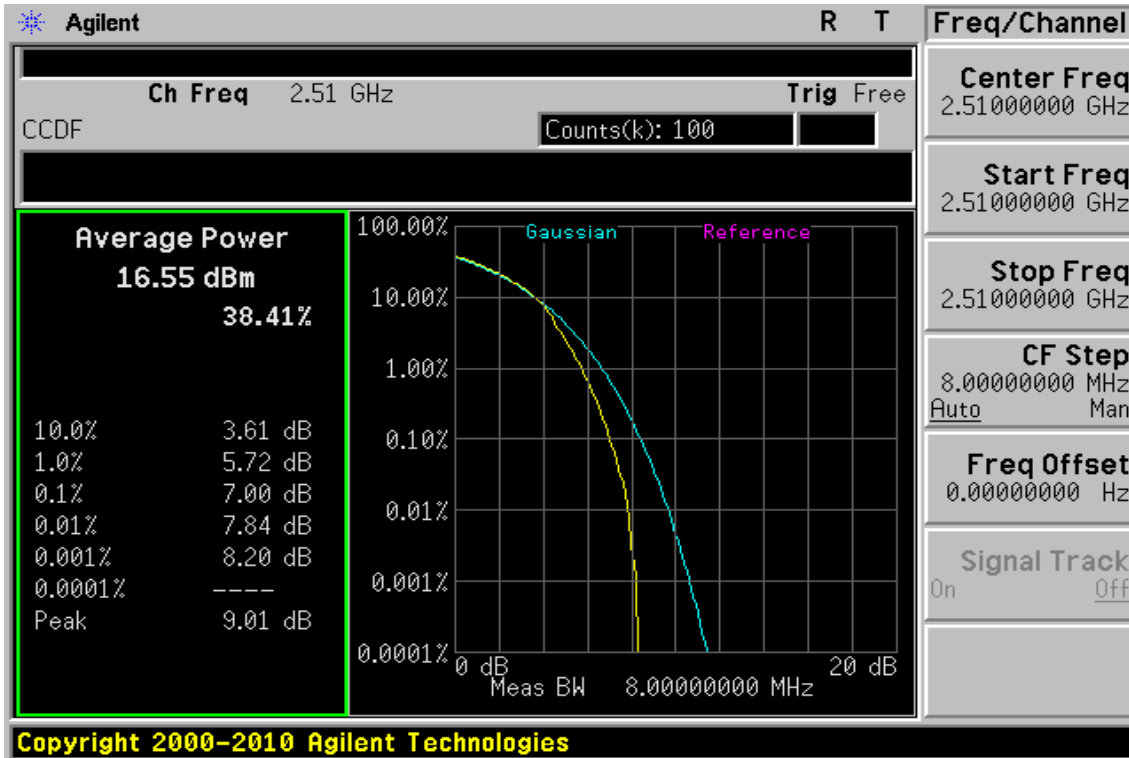 Agilent R T
Ch Freq 2.51 GHz Trig Free
CCDF Counts(k): 100
Average Power
16.55 dBm
38.41%
10.0% 3.61 dB
1.0% 5.72 dB
0.1% 7.00 dB
0.01% 7.84 dB
0.001% 8.20 dB
0.0001% ----
Peak 9.01 dB
Gaussian Reference
100.00%
10.00%
1.00%
0.10%
0.01%
0.001%
0.0001%
0 dB 20 dB
Meas BW 8.00000000 MHz
Freq/Channel
Center Freq
2.51000000 GHz
Start Freq
2.51000000 GHz
Stop Freq
2.51000000 GHz
CF Step
8.00000000 MHz
Auto Man
Freq Offset
0.00000000 Hz
Signal Track
On Off
Copyright 2000-2010 Agilent Technologies